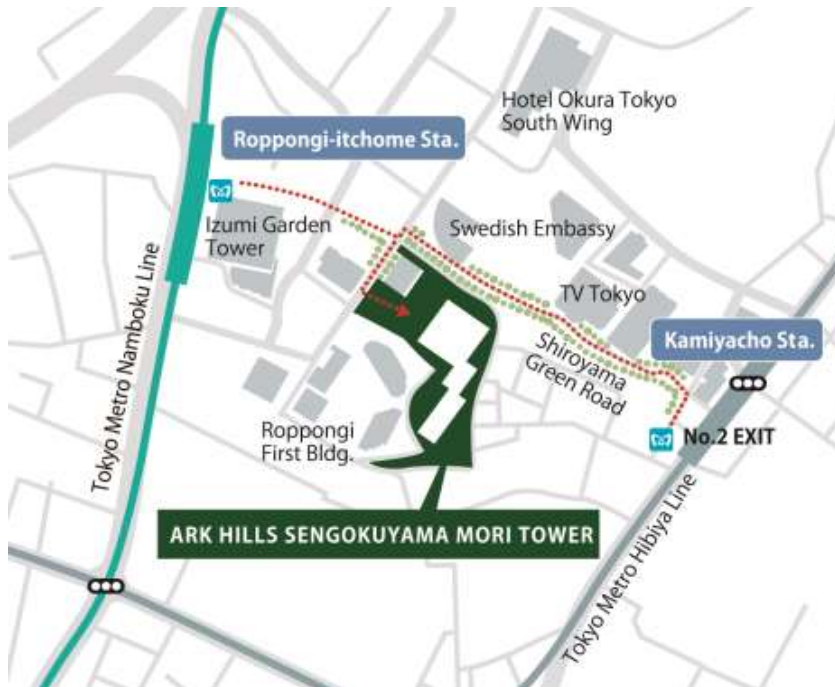 Hotel Okura Tokyo
South Wing
Roppongi-itchome Sta.
Izumi Garden
Tower
Swedish Embassy
TV Tokyo
Kamiyacho Sta.
Shiroyama
Green Road
Tokyo Metro Namboku Line
Roppongi
First Bldg.
No.2 EXIT
ARK HILLS SENGOKUYAMA MORI TOWER
Tokyo Metro Hibiya Line